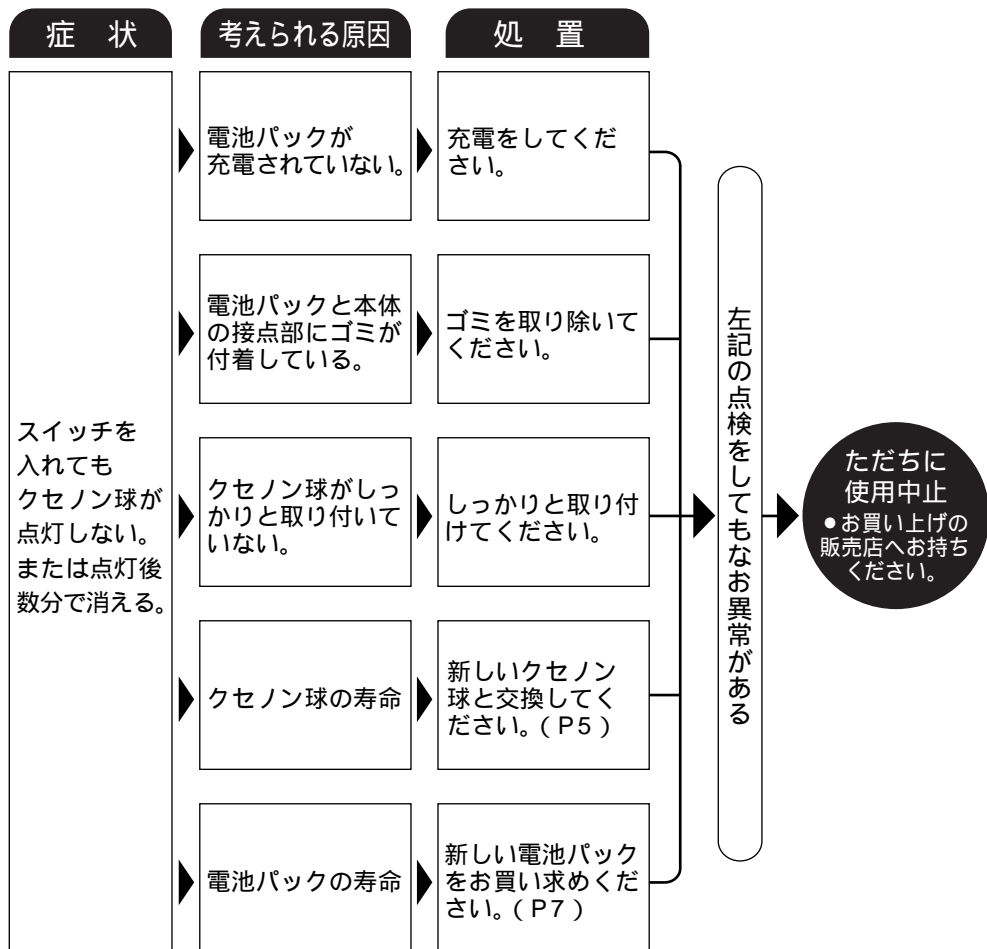 症　状
考えられる原因
処　置
スイッチを
入れても
クセノン球が
点灯しない。
または点灯後
数分で消える。
電池パックが
充電されていない。
充電をしてくだ
さい。
電池パックと本体
の接点部にゴミが
付着している。
ゴミを取り除いて
ください。
クセノン球がしっ
かりと取り付いて
いない。
しっかりと取り付
けてください。
クセノン球の寿命
新しいクセノン
球と交換してく
ださい。( P5 )
電池パックの寿命
新しい電池パック
をお買い求めくだ
さい。( P7 )
左記の点検をしてもなお異常がある
ただちに
使用中止
●お買い上げの
販売店へお持ち
ください。